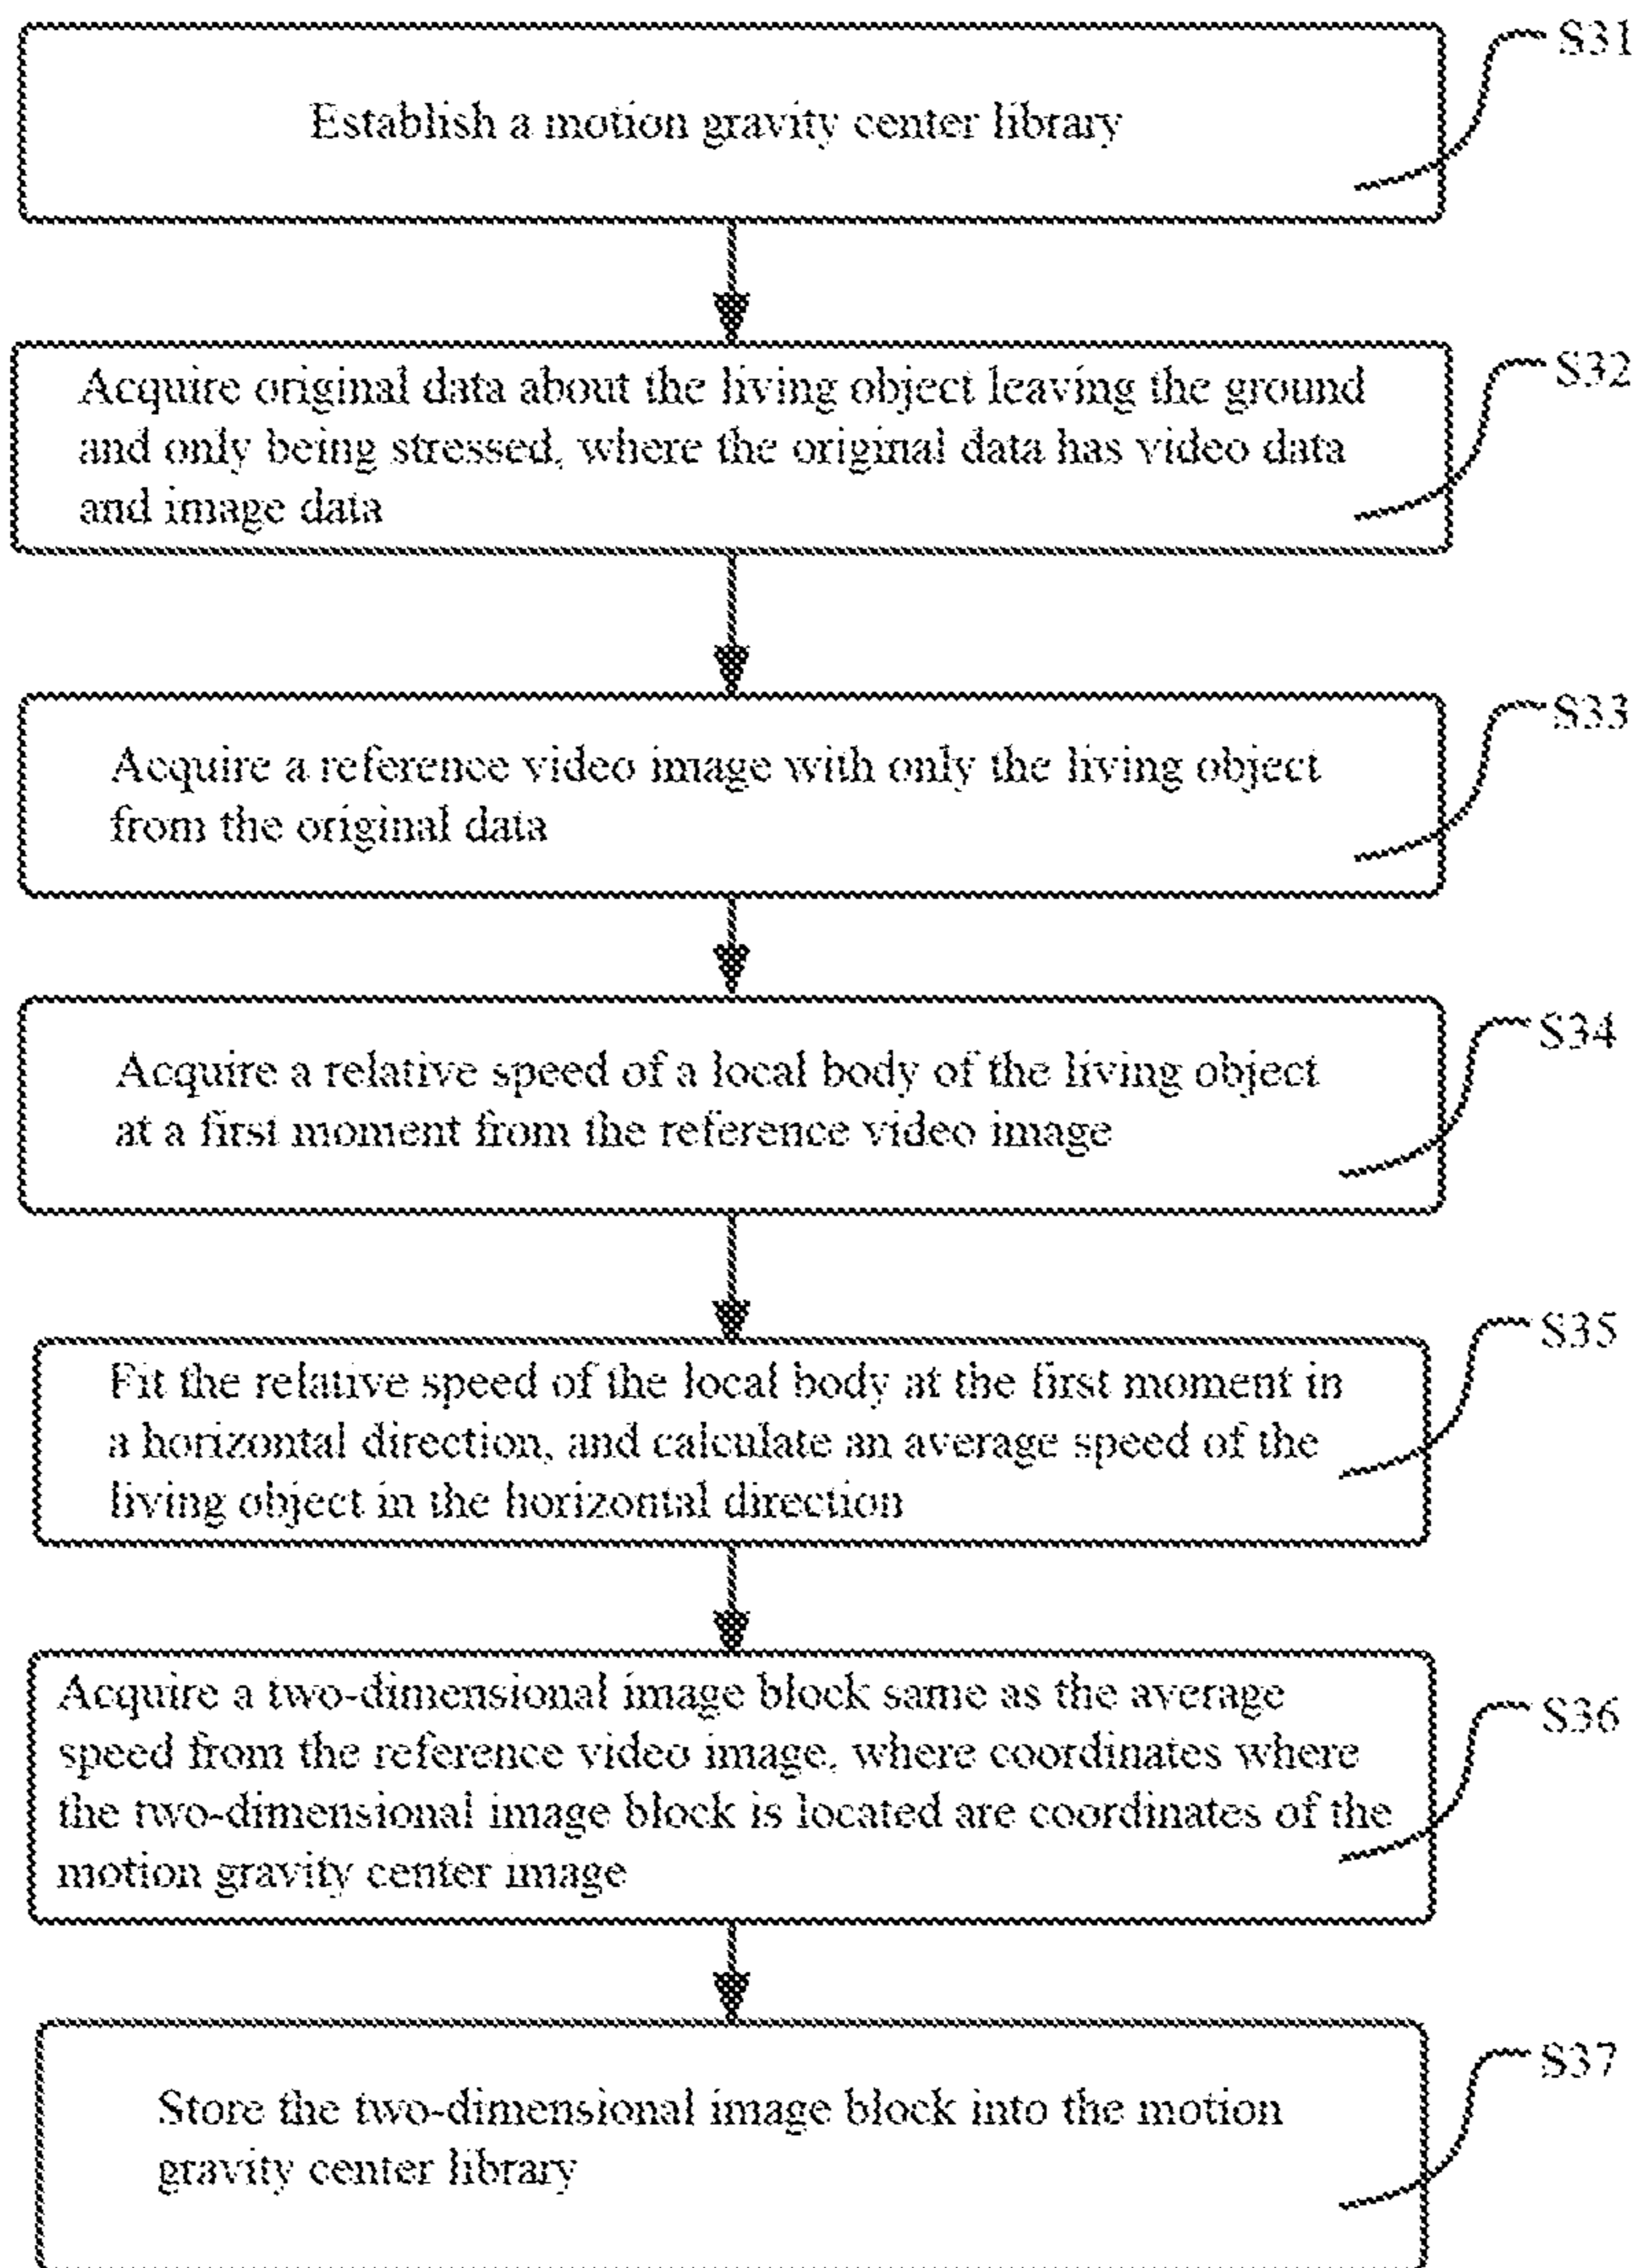 S31
Establish a motion gravity center library
S32
Acquire original data about the living object leaving the ground
and only being stressed, where the original data has video data
and image data
S33
Acquire a reference video image with only the living object
from the original data
S34
Acquire a relative speed of a local body of the living object
at a first moment from the reference video image
S35
Fit the relative speed of the local body at the first moment in
a horizontal direction, and calculate an average speed of the
living object in the horizontal direction
S36
Acquire a two-dimensional image block same as the average
speed from the reference video image, where coordinates where
the two-dimensional image block is located are coordinates of the
motion gravity center image
S37
Store the two-dimensional image block into the motion
gravity center library